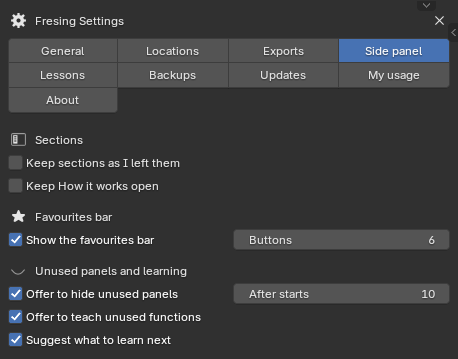 Fresing Settings
General Locations Exports Side panel
Lessons Backups Updates My usage
About
Sections
Keep sections as I left them
Keep How it works open
Favourites bar
Show the favourites bar Buttons 6
Unused panels and learning
Offer to hide unused panels After starts 10
Offer to teach unused functions
Suggest what to learn next